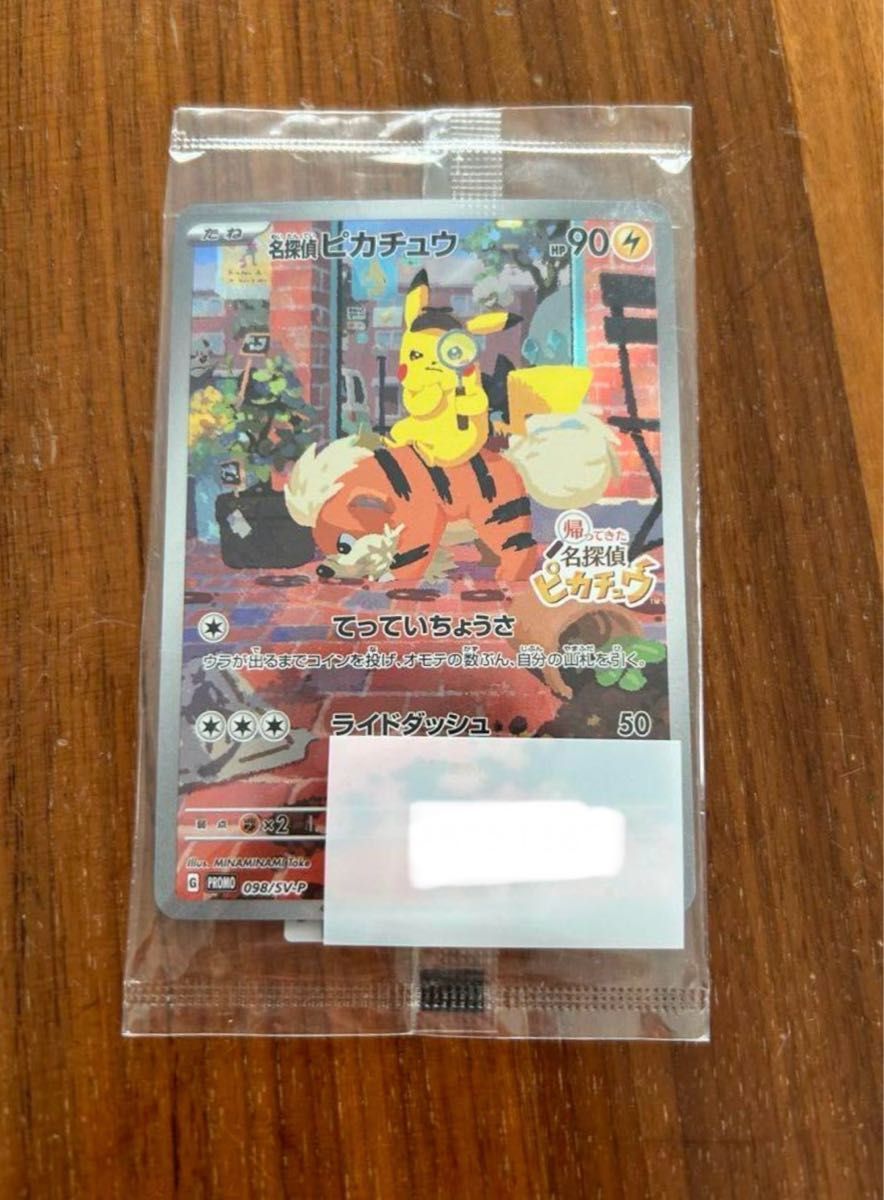 たね
名探偵ピカチュウ
HP90
帰ってきた
名探偵
ピカチュウ
てっていちょうさ
ウラが出るまでコインを投げ、オモテの数ぶん、自分の山札を引く。
ライドダッシュ 50
弱点 ×2
Illus. MINAMINAMI Take
G PROMO 098/SV-P